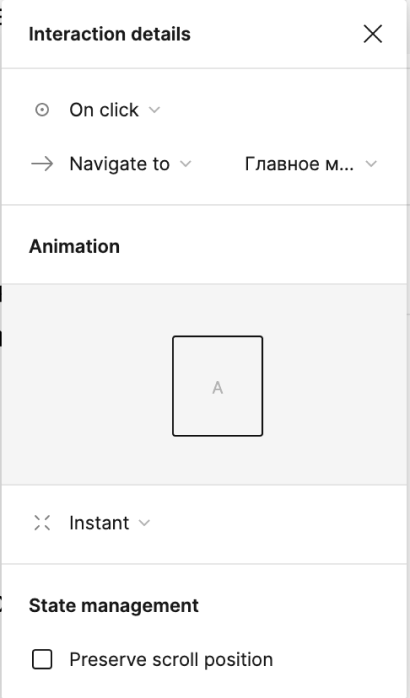 Interaction details
On click
Navigate to Главное м...
Animation
A
Instant
State management
Preserve scroll position